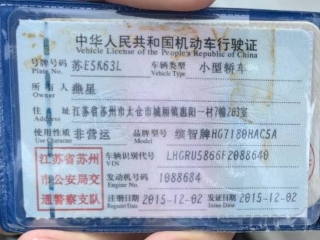 中华人民共和国机动车行驶证
Vehicle License of the People's Republic of China
号牌号码 苏E5K63L 车辆类型 小型轿车
Plate No. Vehicle Type
所有人 燕星
Owner
住址 江苏省苏州市太仓市城厢镇惠阳一村7幢203室
Address
使用性质 非营运 品牌型号 缤智牌HG7180HAC5A
Use Character Model
江苏省苏州 车辆识别代号 LHGRU5866F2088640
VIN
市公安局交 发动机号码 1088684
Engine No.
通警察支队 注册日期 2015-12-02 发证日期 2015-12-02
Register Date Issue Date